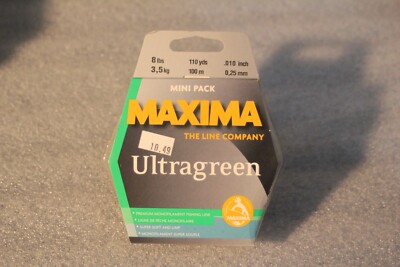 8 lbs 110 yds .010 inch
3,5 kg 100 m 0,25 mm
MINI PACK
MAXIMA
THE LINE COMPANY
10.49
Ultragreen
MAXIMA